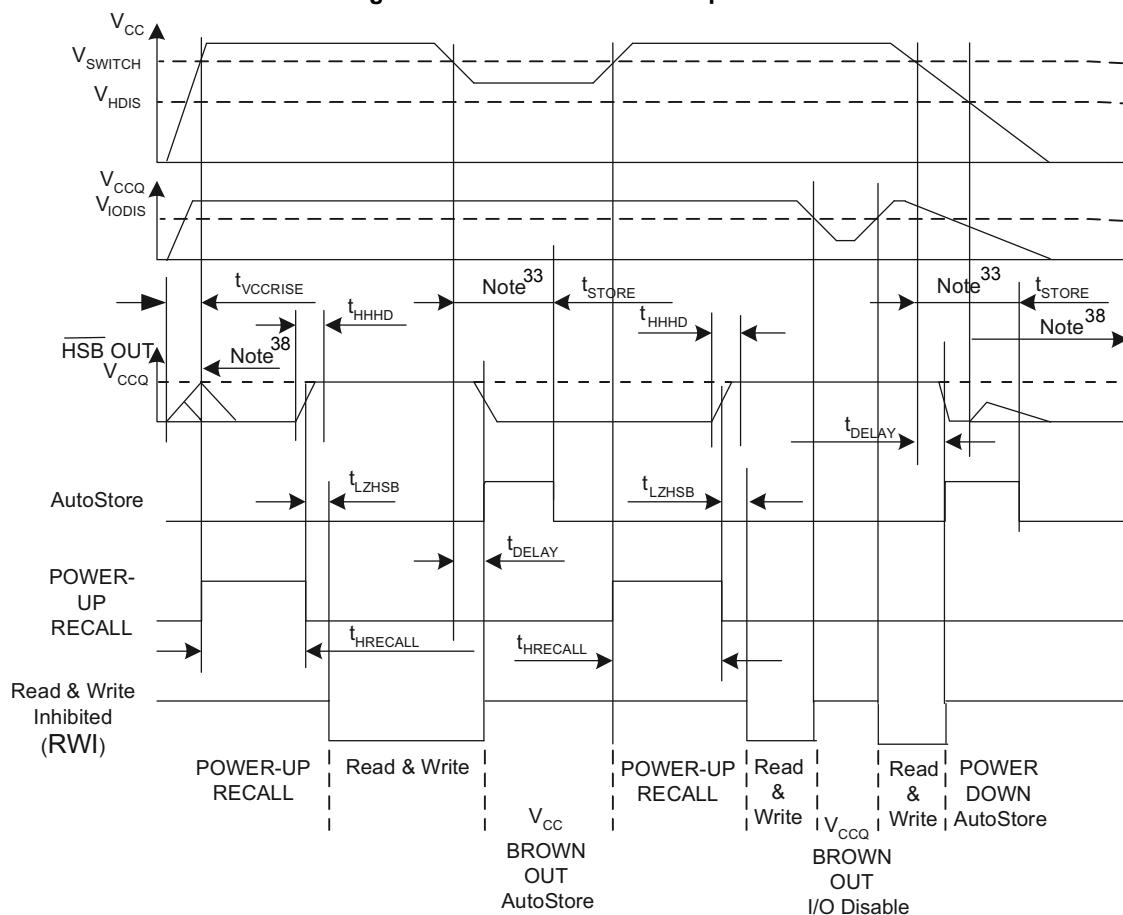 V_CC
V_SWITCH
V_HDIS
V_CCQ
V_IODIS
t_VCCRISE
Note^33
t_STORE
Note^33
t_STORE
t_HHHD
t_HHHD
Note^38
HSB OUT
Note^38
V_CCQ
t_DELAY
t_LZHSB
t_LZHSB
AutoStore
t_DELAY
POWER-
UP
RECALL
t_HRECALL
t_HRECALL
Read & Write
Inhibited
(RWI)
POWER-UP
RECALL
Read & Write
V_CC
BROWN
OUT
AutoStore
POWER-UP
RECALL
Read
&
Write
V_CCQ
BROWN
OUT
I/O Disable
Read
&
Write
POWER
DOWN
AutoStore